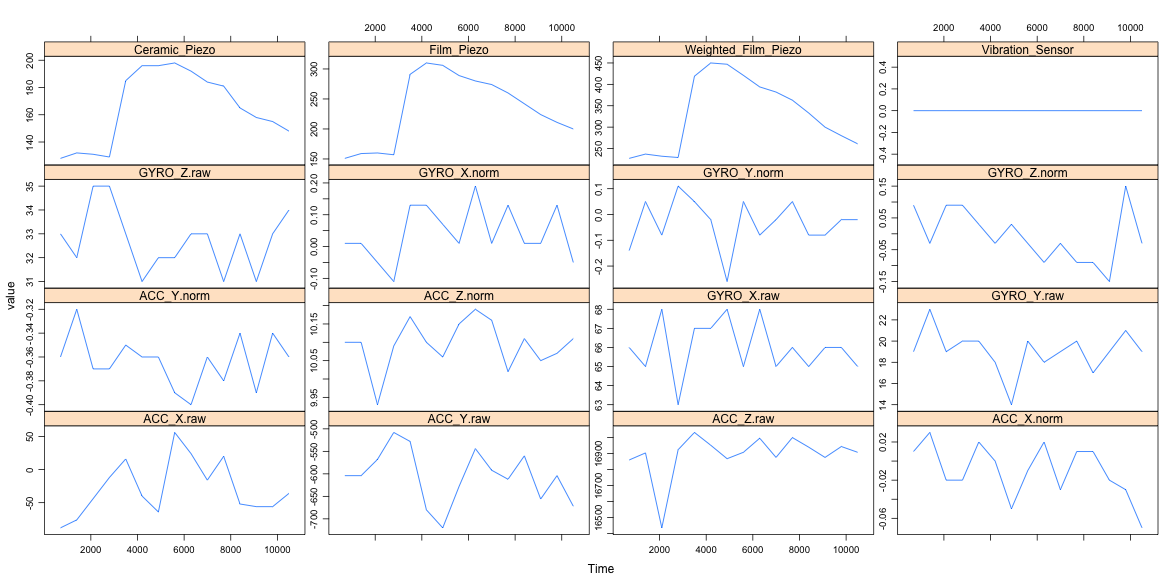 2000 4000 6000 8000 10000 2000 4000 6000 8000 10000
Ceramic_Piezo Film_Piezo Weighted_Film_Piezo Vibration_Sensor
140 160 180 200
150 200 250 300
250 300 350 400 450
-0.4 -0.2 0.0 0.2 0.4
GYRO_Z.raw GYRO_X.norm GYRO_Y.norm GYRO_Z.norm
31 32 33 34 35
-0.10 0.00 0.10 0.20
-0.2 -0.1 0.0 0.1
-0.15 -0.05 0.05 0.15
value
ACC_Y.norm ACC_Z.norm GYRO_X.raw GYRO_Y.raw
-0.40 -0.38 -0.36 -0.34 -0.32
9.95 10.05 10.15
63 64 65 66 67 68
14 16 18 20 22
ACC_X.raw ACC_Y.raw ACC_Z.raw ACC_X.norm
-50 0 50
-700 -650 -600 -550 -500
16500 16700 16900
-0.06 -0.02 0.02
2000 4000 6000 8000 10000 2000 4000 6000 8000 10000
Time